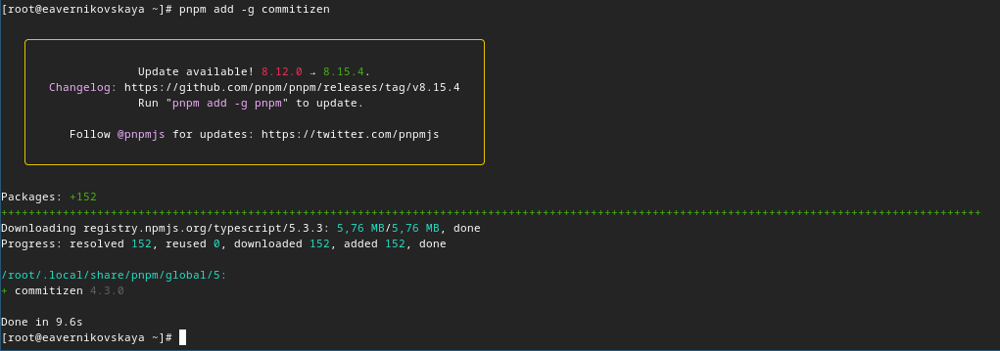 [root@eavernikovskaya ~]# pnpm add -g commitizen
Update available! 8.12.0 → 8.15.4.
Changelog: https://github.com/pnpm/pnpm/releases/tag/v8.15.4
Run "pnpm add -g pnpm" to update.
Follow @pnpmjs for updates: https://twitter.com/pnpmjs
Packages: +152
+++++++++++++++++++++++++++++++++++++++++++++++++++++++++++++++++++++++++++++++++++++++++++++++++++++++++++++++++++++++++++++++++++++++++++++++
Downloading registry.npmjs.org/typescript/5.3.3: 5,76 MB/5,76 MB, done
Progress: resolved 152, reused 0, downloaded 152, added 152, done
/root/.local/share/pnpm/global/5:
+ commitizen 4.3.0
Done in 9.6s
[root@eavernikovskaya ~]#